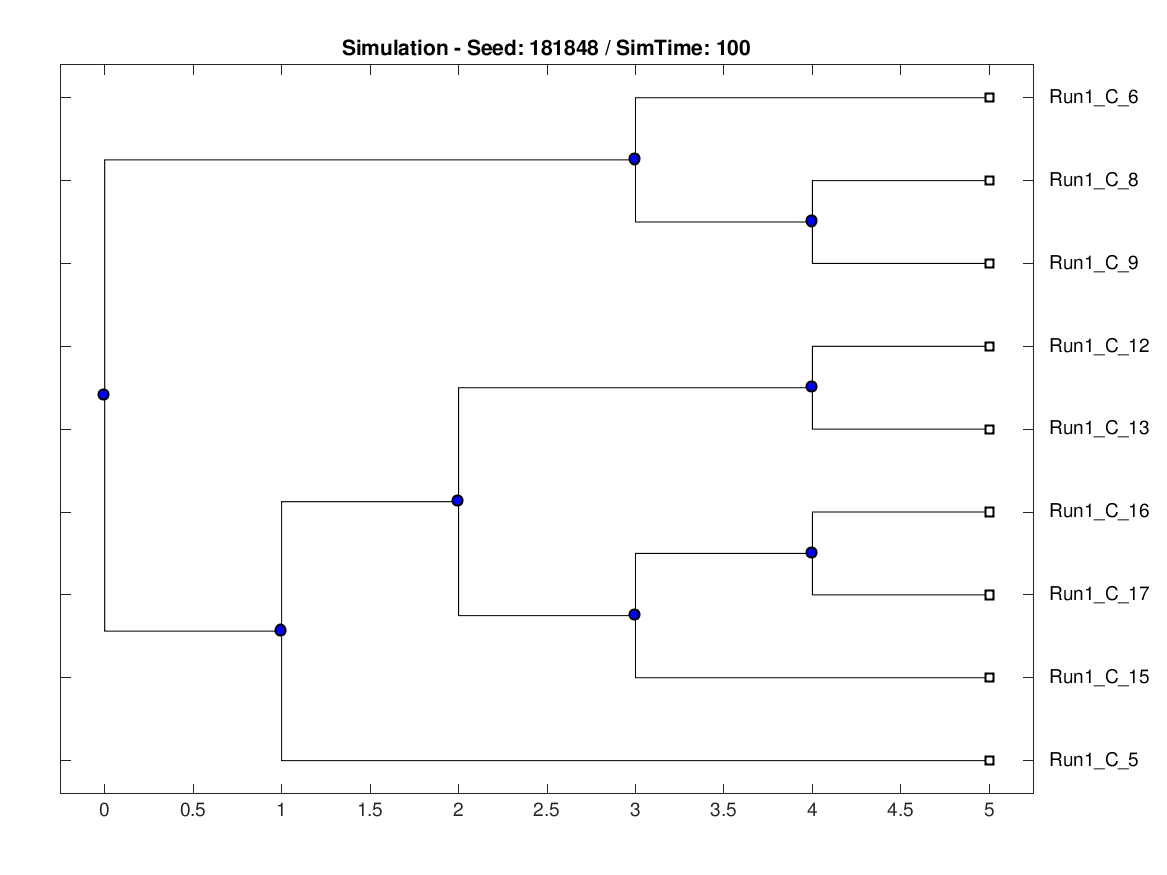 Simulation - Seed: 181848 / SimTime: 100
Run1_C_6
Run1_C_8
Run1_C_9
Run1_C_12
Run1_C_13
Run1_C_16
Run1_C_17
Run1_C_15
Run1_C_5
0 0.5 1 1.5 2 2.5 3 3.5 4 4.5 5